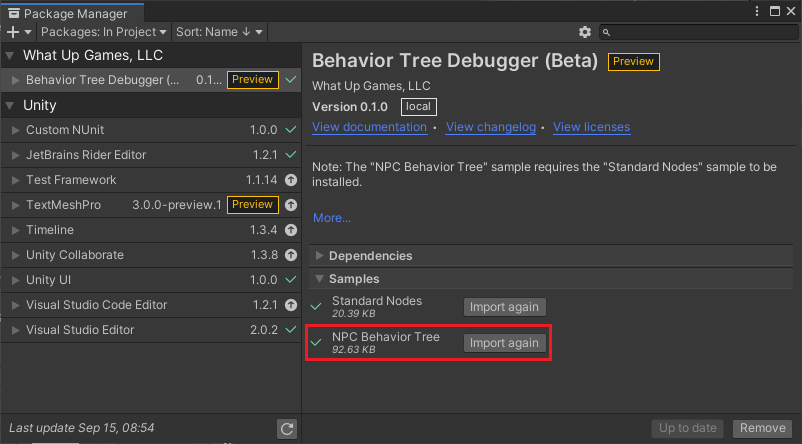 Package Manager
Packages: In Project
Sort: Name ↓
What Up Games, LLC
Behavior Tree Debugger (... 0.1... Preview
Unity
Custom NUnit 1.0.0
JetBrains Rider Editor 1.2.1
Test Framework 1.1.14
TextMeshPro 3.0.0-preview.1 Preview
Timeline 1.3.4
Unity Collaborate 1.3.8
Unity UI 1.0.0
Visual Studio Code Editor 1.2.1
Visual Studio Editor 2.0.2
Last update Sep 15, 08:54
Behavior Tree Debugger (Beta) Preview
What Up Games, LLC
Version 0.1.0 local
View documentation • View changelog • View licenses
Note: The "NPC Behavior Tree" sample requires the "Standard Nodes" sample to be
installed.
More...
Dependencies
Samples
Standard Nodes
20.39 KB
Import again
NPC Behavior Tree
92.63 KB
Import again
Up to date
Remove